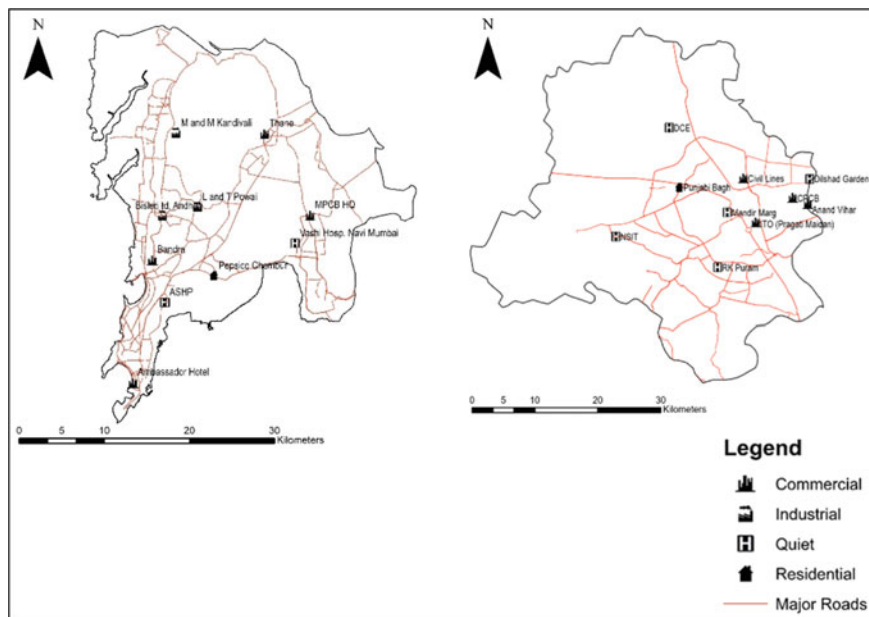 N
M and M Kandivali
Thane
L and T Powai
Bislec ld. Andheri
MPCB HQ
Vashi Hosp. Navi Mumbai
Bandra
Pepsico Chembur
ASHP
Ambassador Hotel
0 5 10 20 30
Kilometers
N
DCE
Civil Lines
Dilshad Garden
Punjabi Bagh
CPCB
Anand Vihar
Mandir Marg
ITO (Pragati Maidan)
NSIT
RK Puram
0 5 10 20 30
Kilometers
Legend
Commercial
Industrial
Quiet
Residential
Major Roads